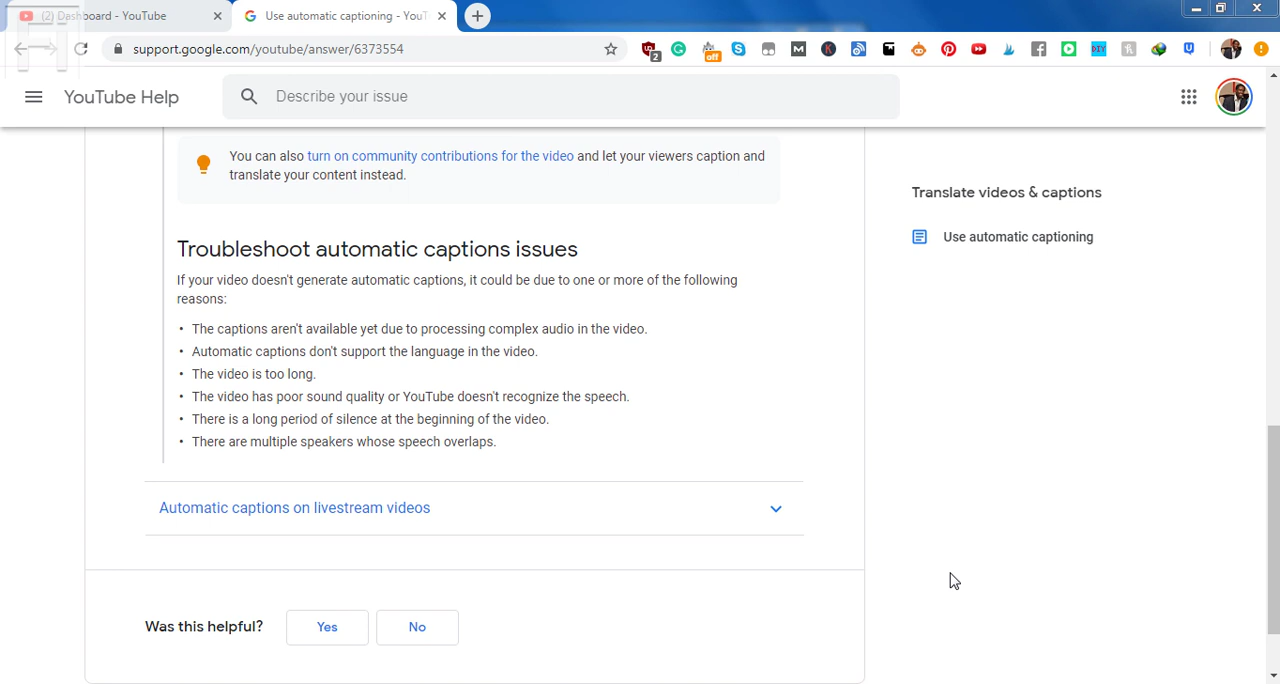 (2) Dashboard - YouTube
Use automatic captioning - YouT
support.google.com/youtube/answer/6373554
2
off
DIY
YouTube Help
Describe your issue
You can also turn on community contributions for the video and let your viewers caption and
translate your content instead.
Translate videos & captions
Use automatic captioning
Troubleshoot automatic captions issues
If your video doesn't generate automatic captions, it could be due to one or more of the following
reasons:
• The captions aren't available yet due to processing complex audio in the video.
• Automatic captions don't support the language in the video.
• The video is too long.
• The video has poor sound quality or YouTube doesn't recognize the speech.
• There is a long period of silence at the beginning of the video.
• There are multiple speakers whose speech overlaps.
Automatic captions on livestream videos
Was this helpful?
Yes
No